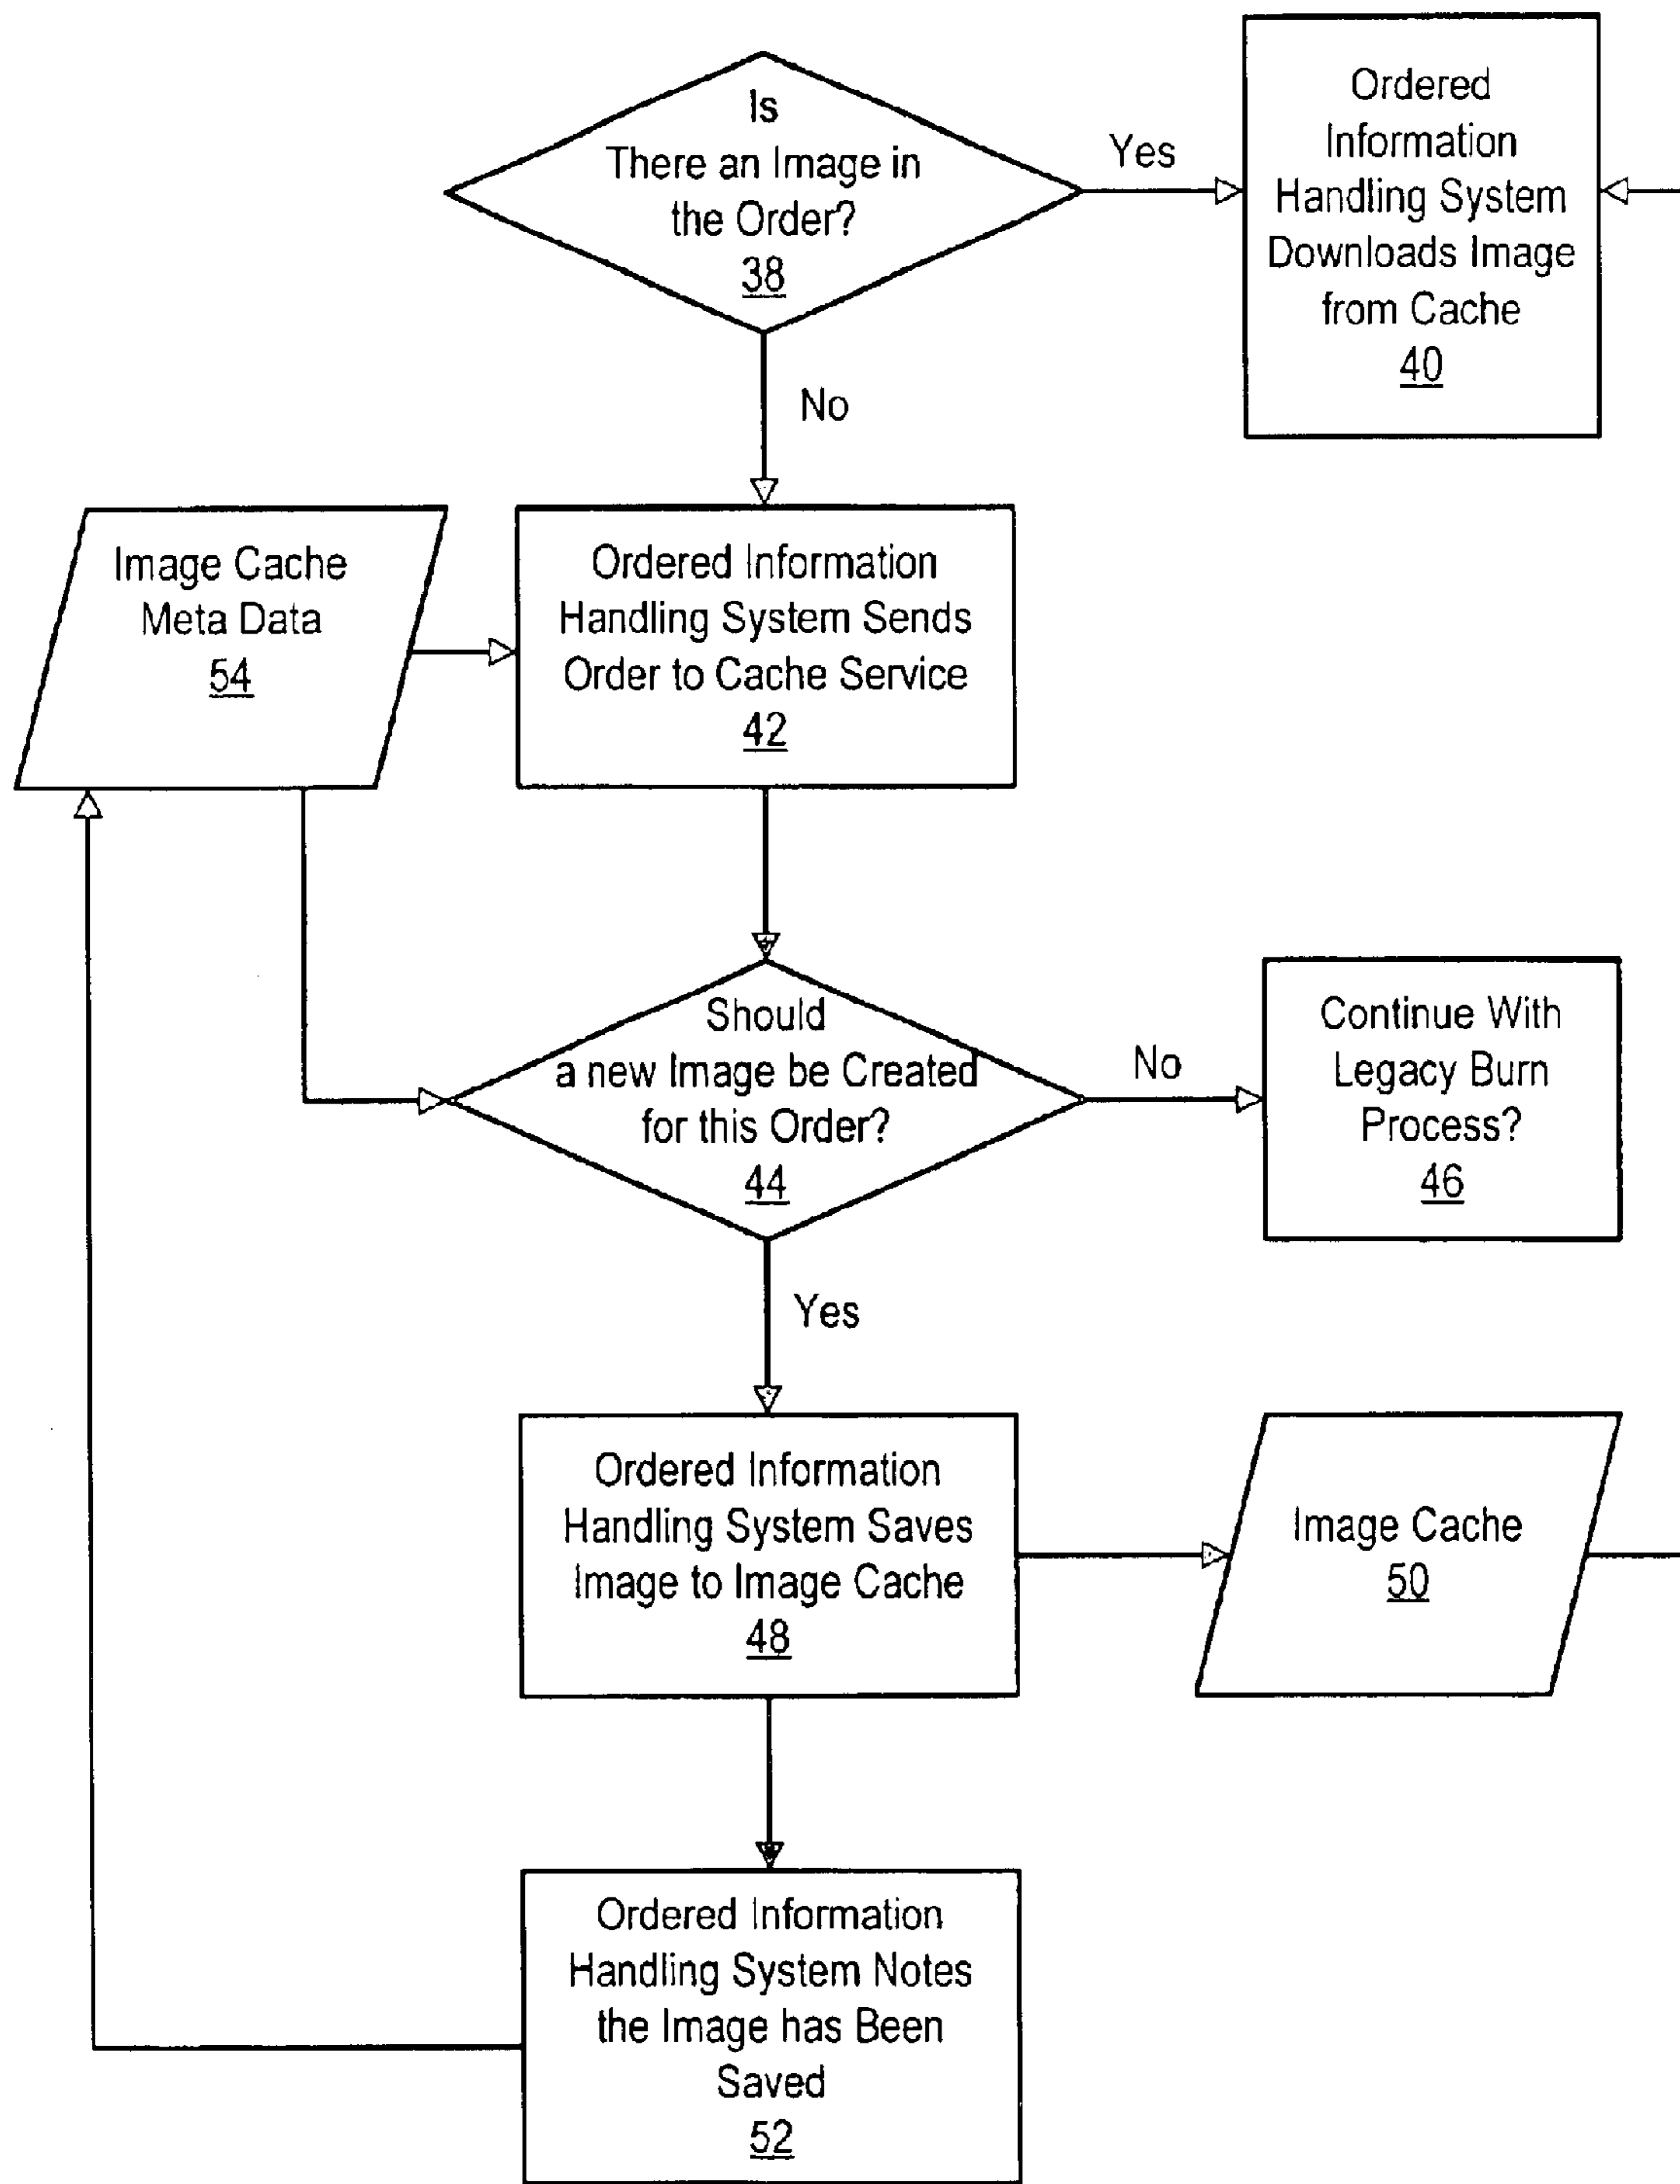 Is
There an Image in
the Order?
38
Yes
Ordered
Information
Handling System
Downloads Image
from Cache
40
No
Image Cache
Meta Data
54
Ordered Information
Handling System Sends
Order to Cache Service
42
Should
a new Image be Created
for this Order?
44
No
Continue With
Legacy Burn
Process?
46
Yes
Ordered Information
Handling System Saves
Image to Image Cache
48
Image Cache
50
Ordered Information
Handling System Notes
the Image has Been
Saved
52